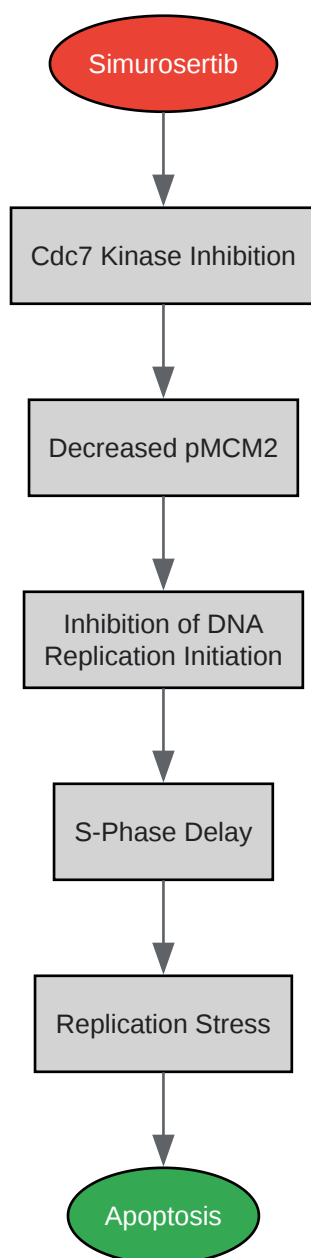 Simurosertib
Cdc7 Kinase Inhibition
Decreased pMCM2
Inhibition of DNA
Replication Initiation
S-Phase Delay
Replication Stress
Apoptosis